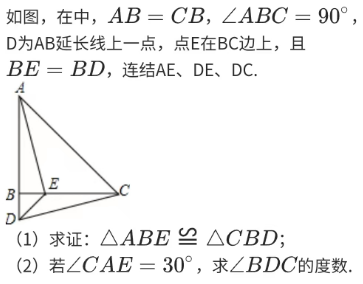 如图，在中，AB＝CB，∠ABC＝90°，
D为AB延长线上一点，点E在BC边上，且
BE＝BD，连结AE、DE、DC.
A
B
E
C
D
（1）求证：△ABE ≌ △CBD；
（2）若∠CAE＝30°，求∠BDC的度数.